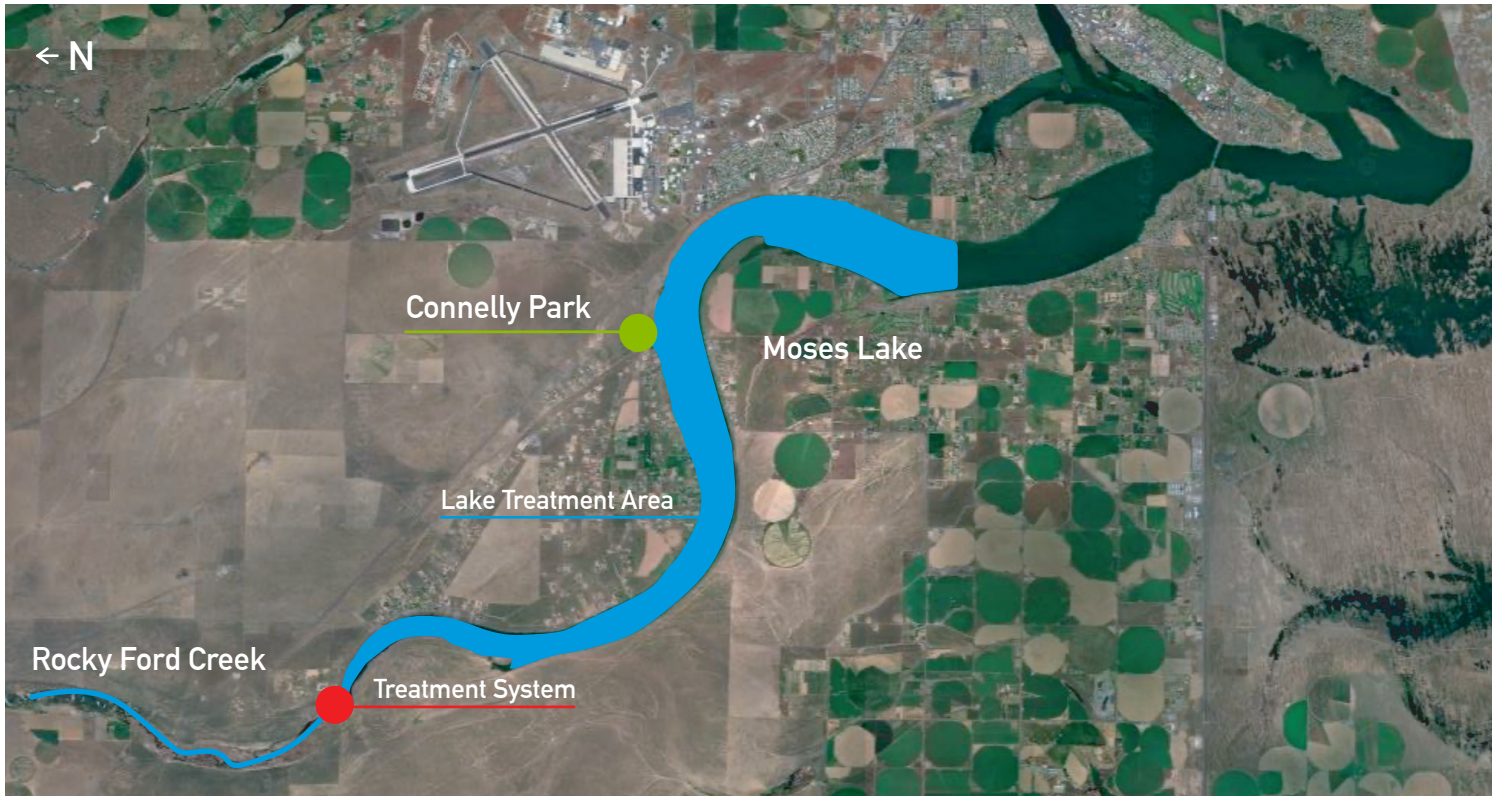 ← N
Connelly Park
Moses Lake
Lake Treatment Area
Rocky Ford Creek
Treatment System